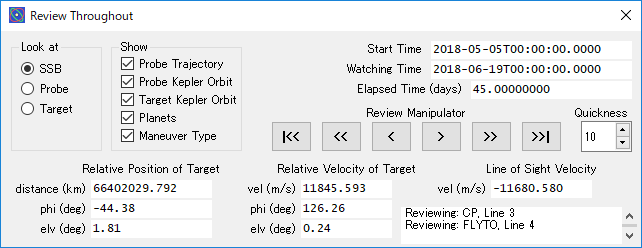 Review Throughout
Look at
SSB
Probe
Target
Show
Probe Trajectory
Probe Kepler Orbit
Target Kepler Orbit
Planets
Maneuver Type
Start Time 2018-05-05T00:00:00.0000
Watching Time 2018-06-19T00:00:00.0000
Elapsed Time (days) 45.00000000
Review Manipulator
|<< << < > >> >>|
Quickness
10
Relative Position of Target
distance (km) 66402029.792
phi (deg) -44.38
elv (deg) 1.81
Relative Velocity of Target
vel (m/s) 11845.593
phi (deg) 126.26
elv (deg) 0.24
Line of Sight Velocity
vel (m/s) -11680.580
Reviewing: CP, Line 3
Reviewing: FLYTO, Line 4